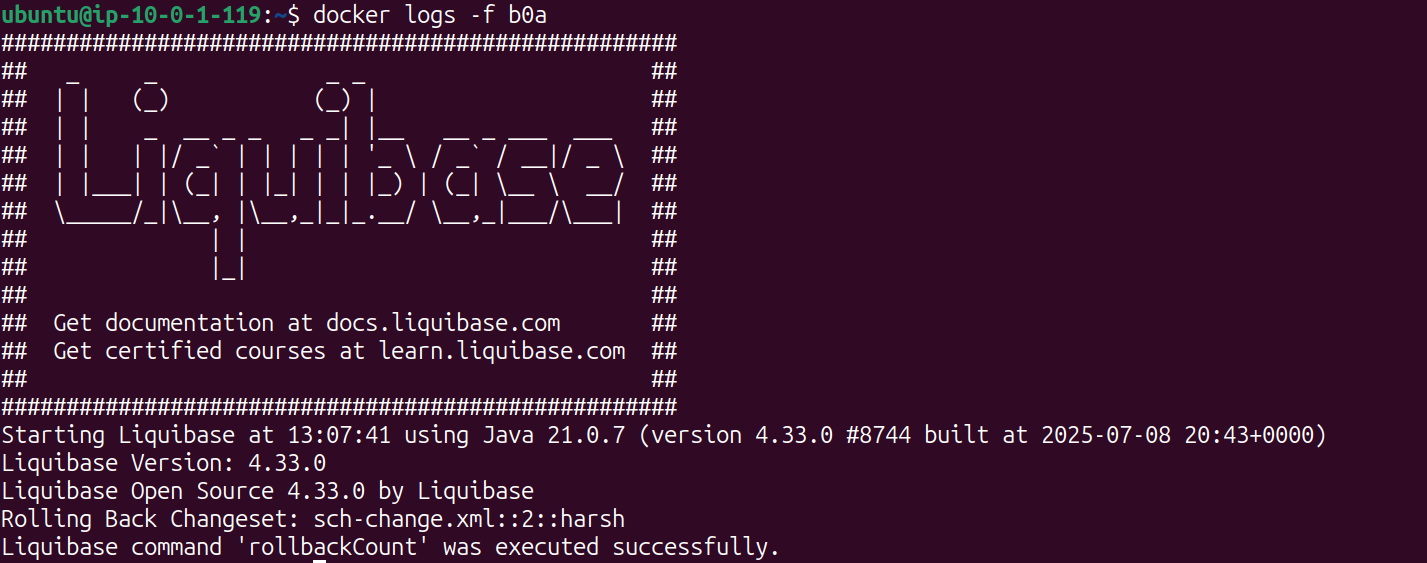 ubuntu@ip-10-0-1-119:~$ docker logs -f b0a
####################################################
##   _     _             _ _                      ##
##  | |   (_)           (_) |                     ##
##  | |    _  __ _ _   _ _| |__   __ _ ___  ___   ##
##  | |   | |/ _` | | | | | '_ \ / _` / __|/ _ \  ##
##  | |___| | (_| | |_| | | |_) | (_| \__ \  __/  ##
##  \_____/_|\__, |\__,_|_|_.__/ \__,_|___/\___|  ##
##              | |                               ##
##              |_|                               ##
##                                                ##
##  Get documentation at docs.liquibase.com       ##
##  Get certified courses at learn.liquibase.com  ##
##                                                ##
####################################################
Starting Liquibase at 13:07:41 using Java 21.0.7 (version 4.33.0 #8744 built at 2025-07-08 20:43+0000)
Liquibase Version: 4.33.0
Liquibase Open Source 4.33.0 by Liquibase
Rolling Back Changeset: sch-change.xml::2::harsh
Liquibase command 'rollbackCount' was executed successfully.